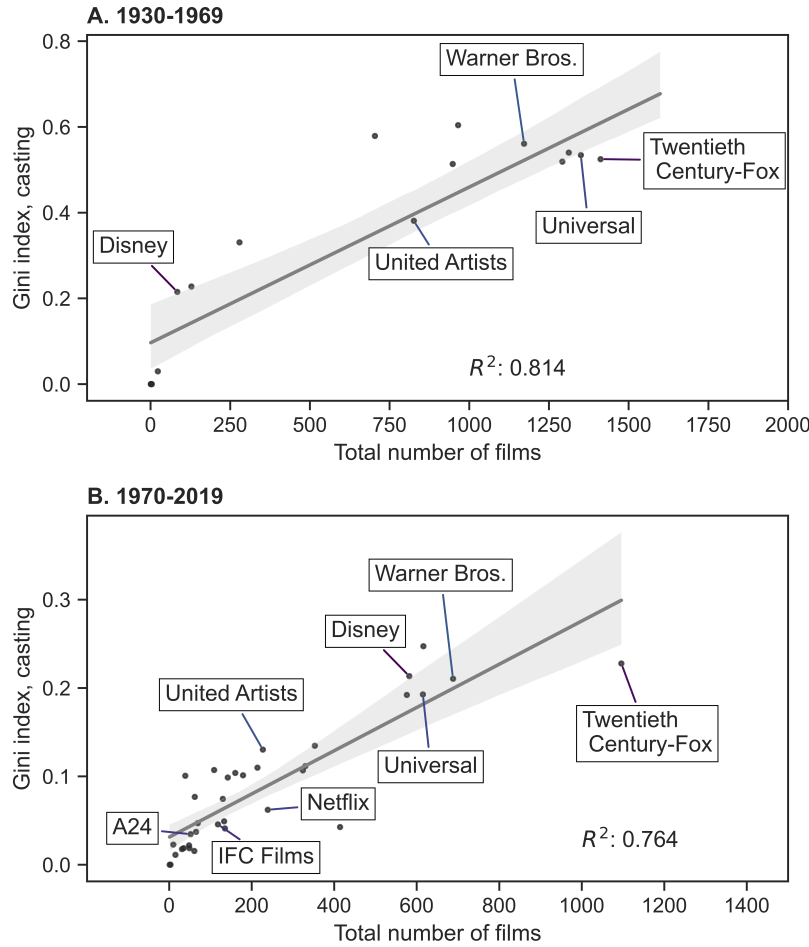 A. 1930-1969
0.8
0.6
0.4
0.2
0.0
Gini index, casting
Warner Bros.
Twentieth
Century-Fox
Universal
Disney
United Artists
R²: 0.814
0 250 500 750 1000 1250 1500 1750 2000
Total number of films
B. 1970-2019
0.3
0.2
0.1
0.0
Gini index, casting
Warner Bros.
Disney
United Artists
Twentieth
Century-Fox
Universal
Netflix
A24
IFC Films
R²: 0.764
0 200 400 600 800 1000 1200 1400
Total number of films